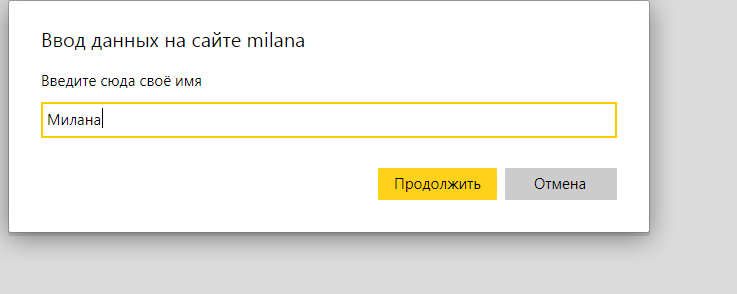 Ввод данных на сайте milana
Введите сюда своё имя
Милана
Продолжить Отмена